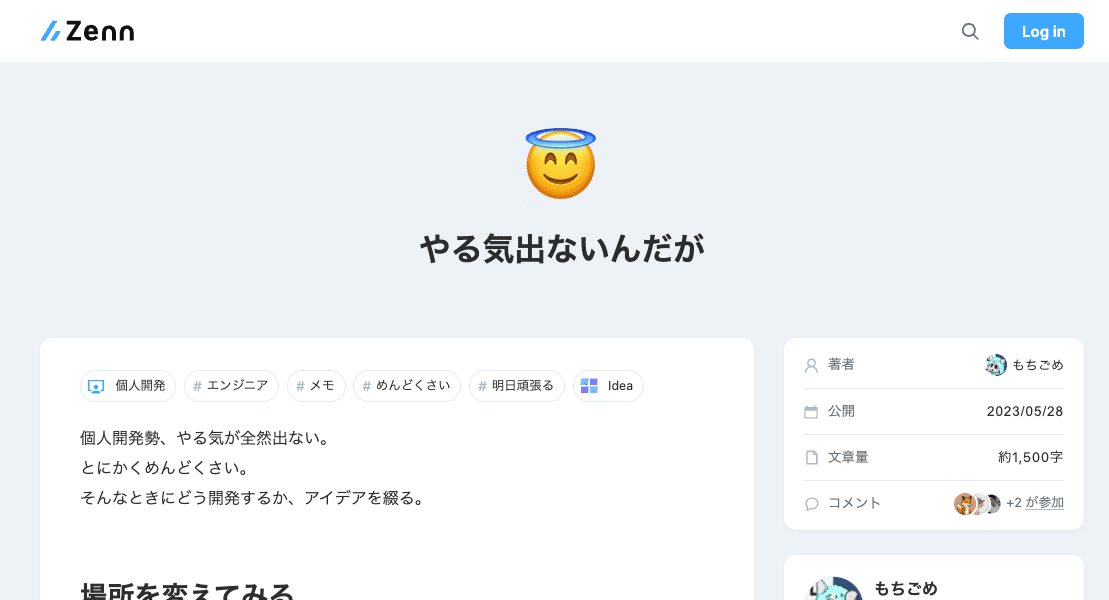 Zenn
Log in
やる気出ないんだが
個人開発 # エンジニア # メモ # めんどくさい # 明日頑張る Idea
個人開発勢、やる気が全然出ない。
とにかくめんどくさい。
そんなときにどう開発するか、アイデアを綴る。
場所を変えてみる
著者 もちごめ
公開 2023/05/28
文章量 約1,500字
コメント +2 が参加
もちごめ